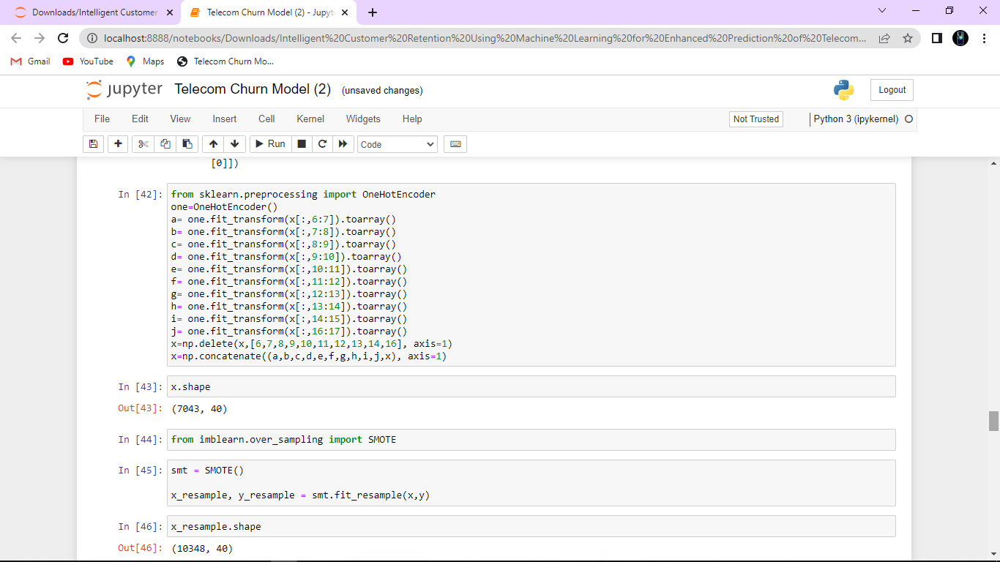 Downloads/Intelligent Customer
Telecom Churn Model (2) - Jupyt
localhost:8888/notebooks/Downloads/Intelligent%20Customer%20Retention%20Using%20Machine%20Learning%20for%20Enhanced%20Prediction%20of%20Telecom...
Gmail YouTube Maps Telecom Churn Mo...
jupyter Telecom Churn Model (2) (unsaved changes) Logout
File Edit View Insert Cell Kernel Widgets Help Not Trusted Python 3 (ipykernel)
Run Code
[0]])
In [42]: from sklearn.preprocessing import OneHotEncoder
one=OneHotEncoder()
a= one.fit_transform(x[:,6:7]).toarray()
b= one.fit_transform(x[:,7:8]).toarray()
c= one.fit_transform(x[:,8:9]).toarray()
d= one.fit_transform(x[:,9:10]).toarray()
e= one.fit_transform(x[:,10:11]).toarray()
f= one.fit_transform(x[:,11:12]).toarray()
g= one.fit_transform(x[:,12:13]).toarray()
h= one.fit_transform(x[:,13:14]).toarray()
i= one.fit_transform(x[:,14:15]).toarray()
j= one.fit_transform(x[:,16:17]).toarray()
x=np.delete(x,[6,7,8,9,10,11,12,13,14,16], axis=1)
x=np.concatenate((a,b,c,d,e,f,g,h,i,j,x), axis=1)
In [43]: x.shape
Out[43]: (7043, 40)
In [44]: from imblearn.over_sampling import SMOTE
In [45]: smt = SMOTE()
x_resample, y_resample = smt.fit_resample(x,y)
In [46]: x_resample.shape
Out[46]: (10348, 40)